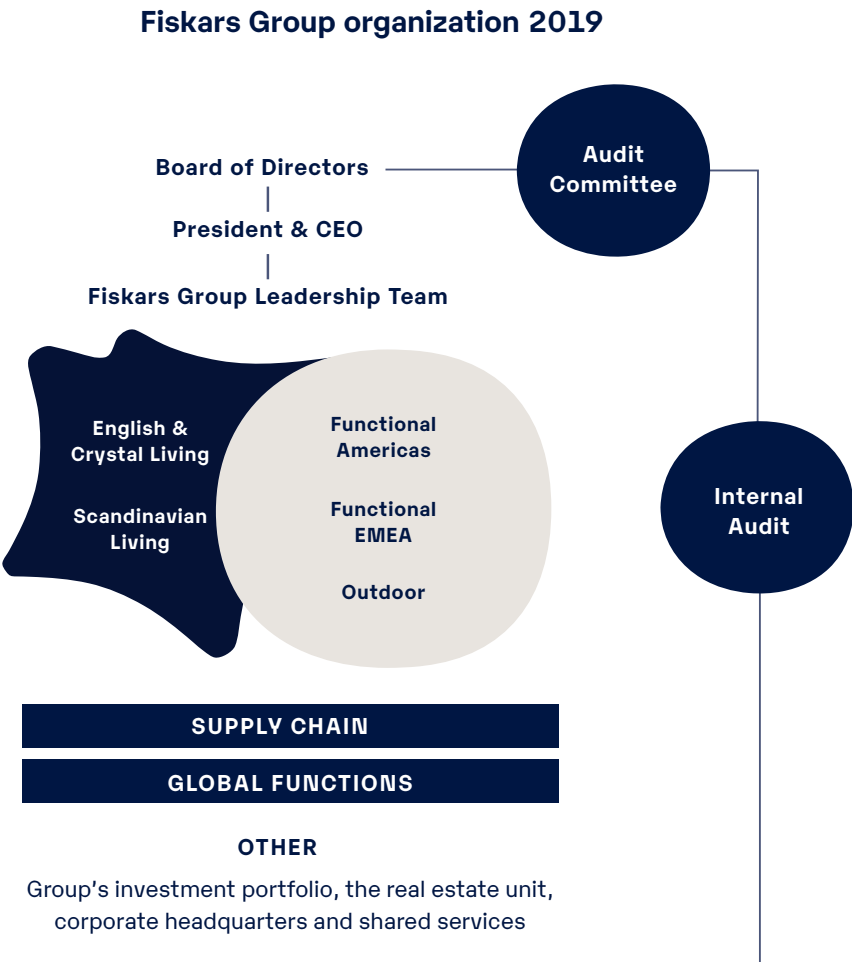 Fiskars Group organization 2019
Board of Directors
Audit
Committee
President & CEO
Fiskars Group Leadership Team
English &
Crystal Living
Scandinavian
Living
Functional
Americas
Functional
EMEA
Outdoor
Internal
Audit
SUPPLY CHAIN
GLOBAL FUNCTIONS
OTHER
Group's investment portfolio, the real estate unit,
corporate headquarters and shared services